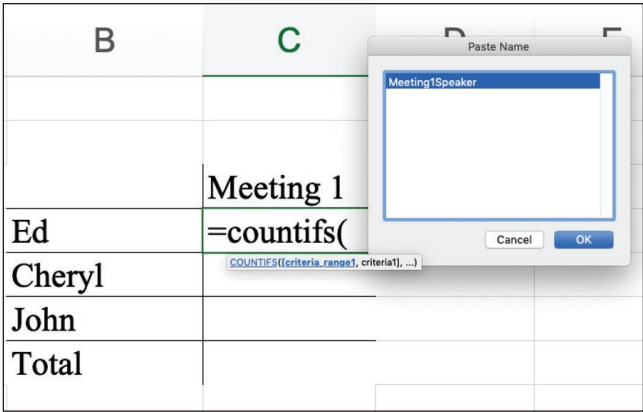 B C
Paste Name
Meeting1Speaker
Meeting 1
Ed =countifs(
Cancel OK
COUNTIFS([criteria_range1, criteria1], ...)
Cheryl
John
Total